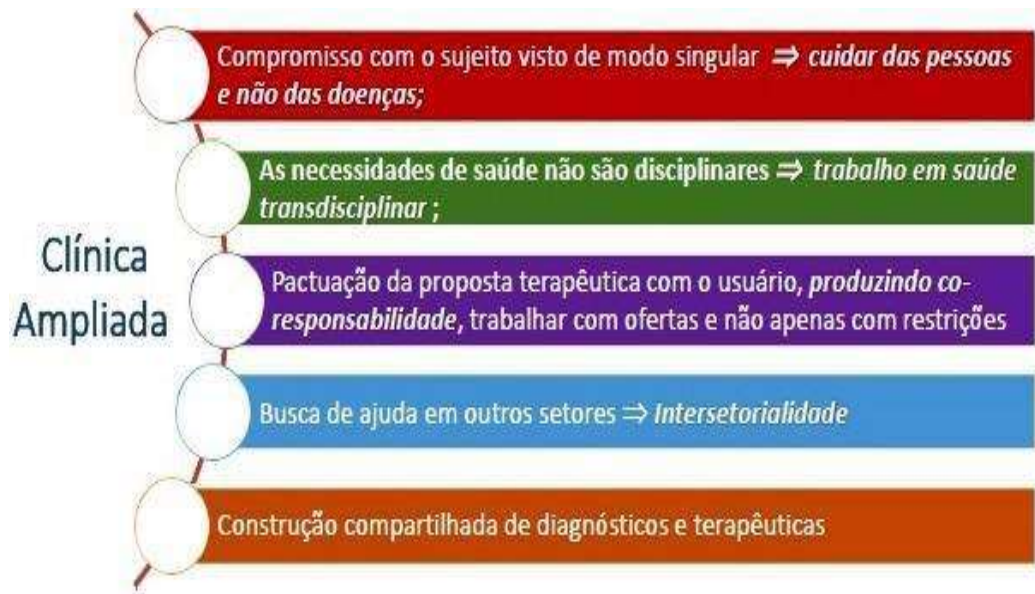 Clínica
Ampliada
Compromisso com o sujeito visto de modo singular ⇒ cuidar das pessoas
e não das doenças;
As necessidades de saúde não são disciplinares ⇒ trabalho em saúde
transdisciplinar ;
Pactuação da proposta terapêutica com o usuário, produzindo co-
responsabilidade, trabalhar com ofertas e não apenas com restrições
Busca de ajuda em outros setores ⇒ Intersetorialidade
Construção compartilhada de diagnósticos e terapêuticas